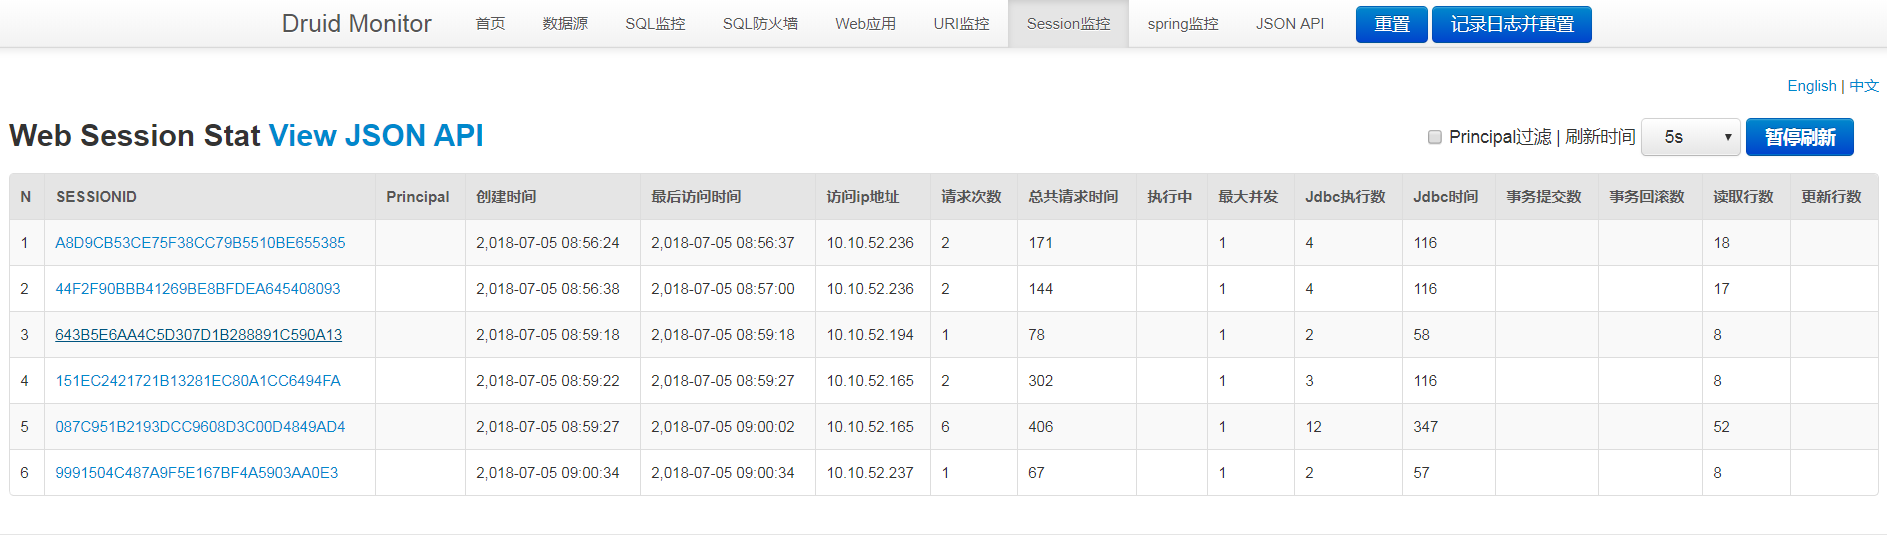 Druid Monitor 首页 数据源 SQL监控 SQL防火墙 Web应用 URI监控 Session监控 spring监控 JSON API 重置 记录日志并重置
English | 中文
Web Session Stat View JSON API Principal过滤 | 刷新时间 5s 暂停刷新
N SESSIONID Principal 创建时间 最后访问时间 访问ip地址 请求次数 总共请求时间 执行中 最大并发 Jdbc执行数 Jdbc时间 事务提交数 事务回滚数 读取行数 更新行数
1 A8D9CB53CE75F38CC79B5510BE655385 2,018-07-05 08:56:24 2,018-07-05 08:56:37 10.10.52.236 2 171 1 4 116 18
2 44F2F90BBB41269BE8BFDEA645408093 2,018-07-05 08:56:38 2,018-07-05 08:57:00 10.10.52.236 2 144 1 4 116 17
3 643B5E6AA4C5D307D1B288891C590A13 2,018-07-05 08:59:18 2,018-07-05 08:59:18 10.10.52.194 1 78 1 2 58 8
4 151EC2421721B13281EC80A1CC6494FA 2,018-07-05 08:59:22 2,018-07-05 08:59:27 10.10.52.165 2 302 1 3 116 8
5 087C951B2193DCC9608D3C00D4849AD4 2,018-07-05 08:59:27 2,018-07-05 09:00:02 10.10.52.165 6 406 1 12 347 52
6 9991504C487A9F5E167BF4A5903AA0E3 2,018-07-05 09:00:34 2,018-07-05 09:00:34 10.10.52.237 1 67 1 2 57 8